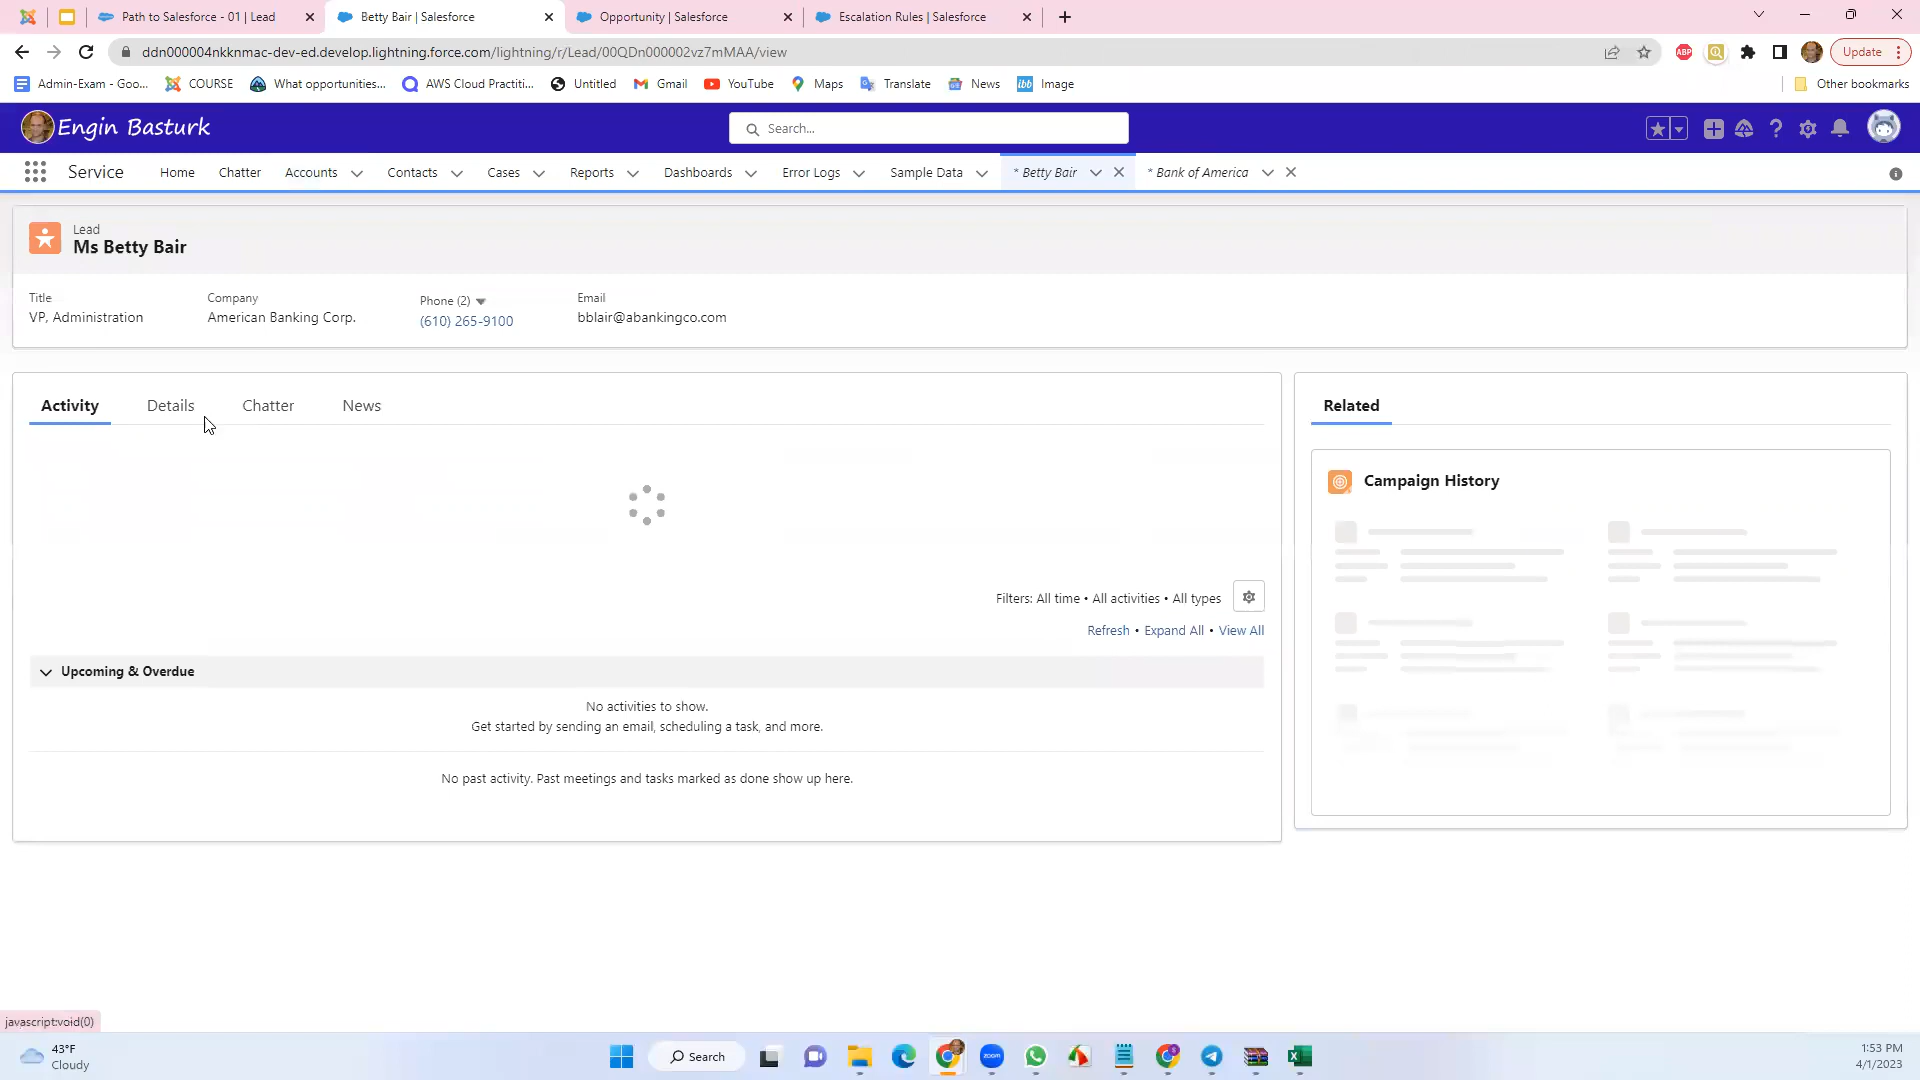 Path to Salesforce - 01 | Lead
Betty Bair | Salesforce
Opportunity | Salesforce
Escalation Rules | Salesforce
ddn000004nkknmac-dev-ed.develop.lightning.force.com/lightning/r/Lead/00QDn000002vz7mMAA/view
ABP
Update
Admin-Exam - Goo...
COURSE
What opportunities...
AWS Cloud Practiti...
Untitled
Gmail
YouTube
Maps
Translate
News
ibb
Image
Other bookmarks
Engin Basturk
Search...
Service
Home
Chatter
Accounts
Contacts
Cases
Reports
Dashboards
Error Logs
Sample Data
* Betty Bair
* Bank of America
Lead
Ms Betty Bair
Title
Company
Phone (2)
Email
VP, Administration
American Banking Corp.
(610) 265-9100
bblair@abankingco.com
Activity
Details
Chatter
News
Related
Campaign History
Filters: All time • All activities • All types
Refresh • Expand All • View All
Upcoming & Overdue
No activities to show.
Get started by sending an email, scheduling a task, and more.
No past activity. Past meetings and tasks marked as done show up here.
javascript:void(0)
43°F
Cloudy
Search
zoom
1:53 PM
4/1/2023